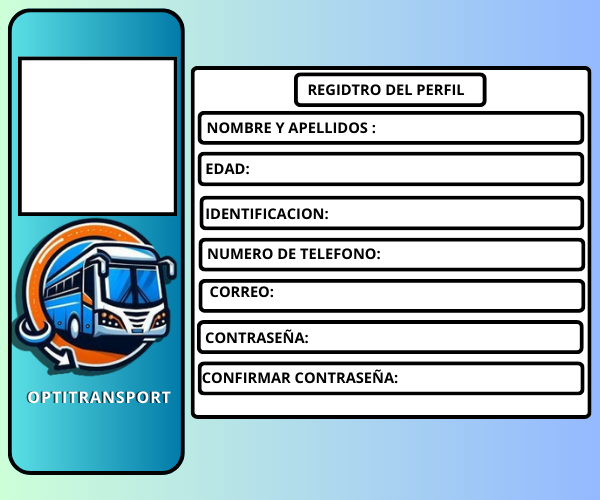 REGIDTRO DEL PERFIL
NOMBRE Y APELLIDOS :
EDAD:
IDENTIFICACION:
NUMERO DE TELEFONO:
CORREO:
CONTRASEÑA:
CONFIRMAR CONTRASEÑA:
OPTITRANSPORT